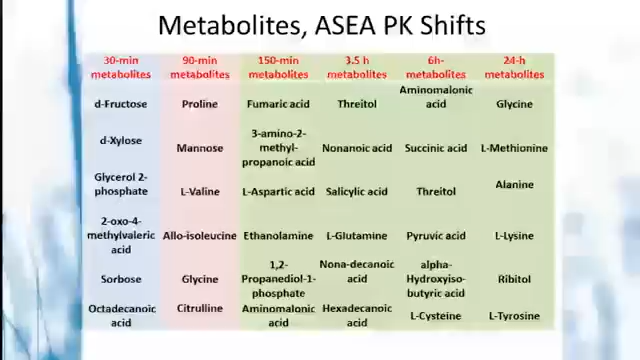 Metabolites, ASEA PK Shifts
30-min metabolites 90-min metabolites 150-min metabolites 3.5 h metabolites 6h- metabolites 24-h metabolites
d-Fructose Proline Fumaric acid Threitol Aminomalonic acid Glycine
d-Xylose Mannose 3-amino-2-methyl-propanoic acid Nonanoic acid Succinic acid L-Methionine
Glycerol 2-phosphate L-Valine L-Aspartic acid Salicylic acid Threitol Alanine
2-oxo-4-methylvaleric acid Allo-isoleucine Ethanolamine L-Glutamine Pyruvic acid L-Lysine
Sorbose Glycine 1,2-Propanediol-1-phosphate Nona-decanoic acid alpha-Hydroxyiso-butyric acid Ribitol
Octadecanoic acid Citrulline Aminomalonic acid Hexadecanoic acid L-Cysteine L-Tyrosine